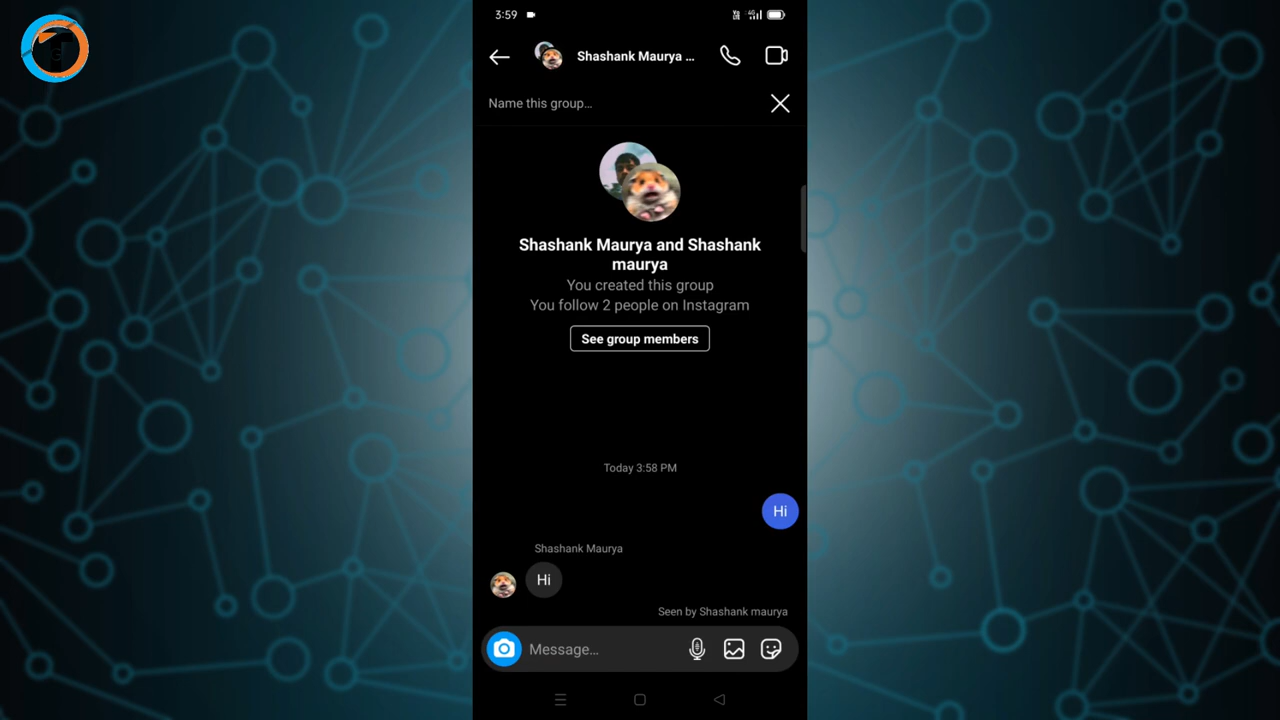 3:59
Shashank Maurya ...
Name this group...
Shashank Maurya and Shashank
maurya
You created this group
You follow 2 people on Instagram
See group members
Today 3:58 PM
Hi
Shashank Maurya
Hi
Seen by Shashank maurya
Message...